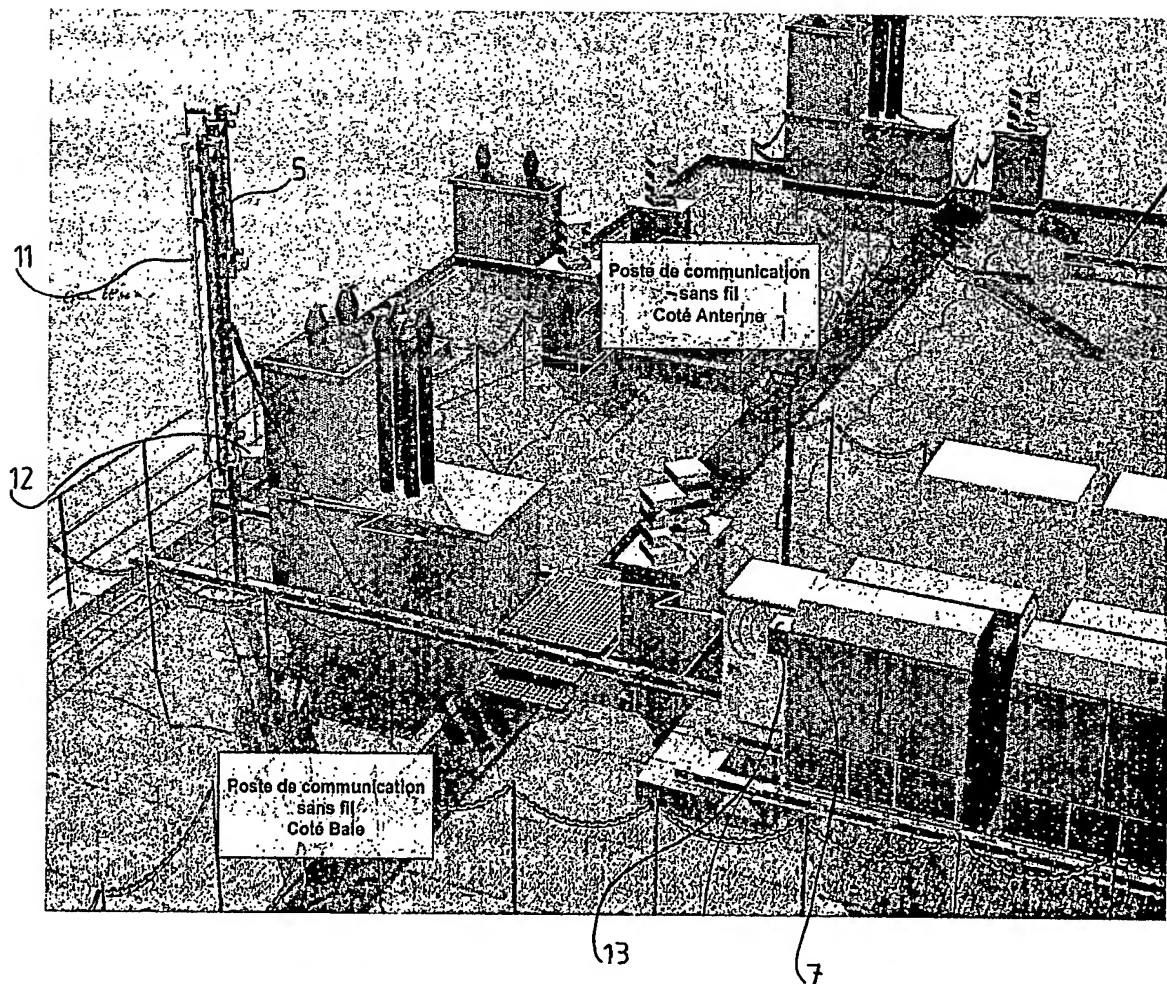 5
11
Poste de communication
sans fil
Coté Antenne
12
Poste de communication
sans fil
Coté Baie
13
7